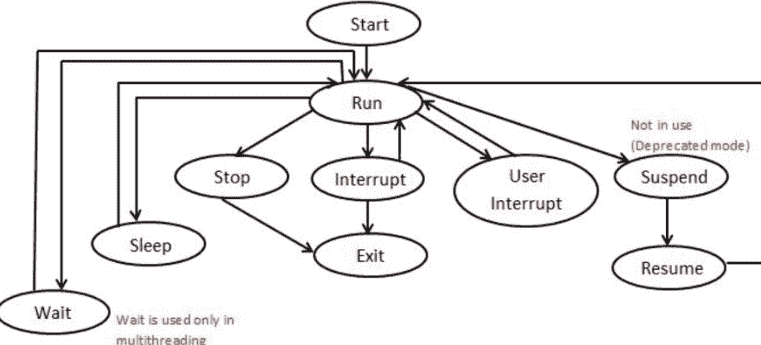 Start
Run
Not in use
(Deprecated mode)
Stop
Interrupt
User
Interrupt
Suspend
Sleep
Exit
Resume
Wait
Wait is used only in
multithreading